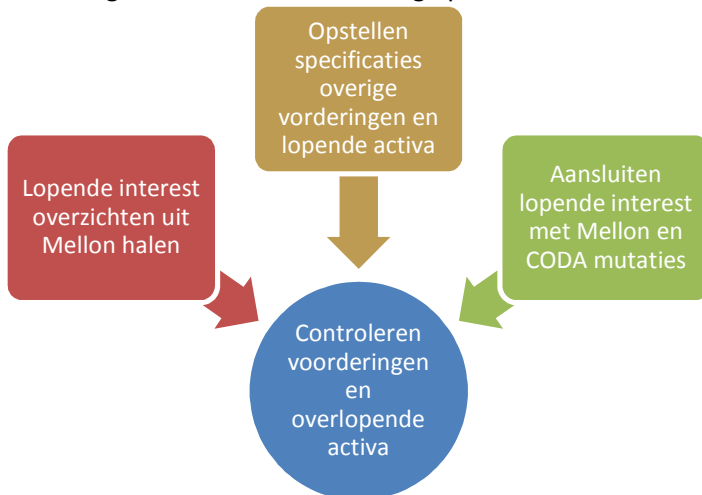 Opstellen
specificaties
overige
vorderingen en
lopende activa
Lopende interest
overzichten uit
Mellon halen
Aansluiten
lopende interest
met Mellon en
CODA mutaties
Controleren
voorderingen
en
overlopende
activa